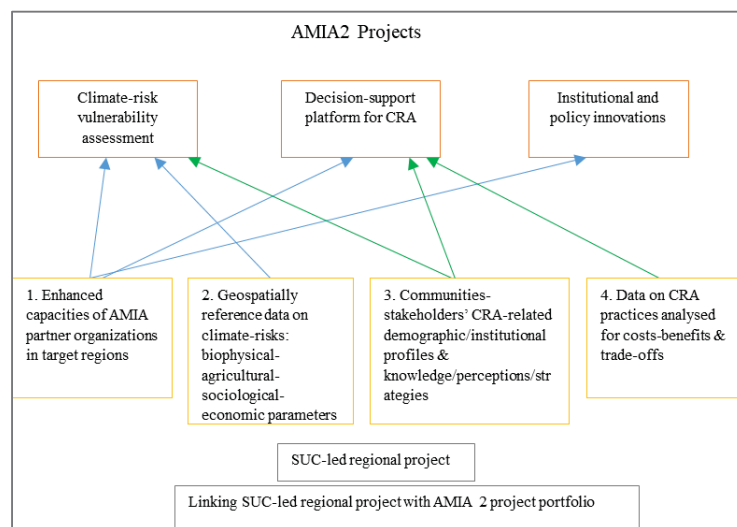 AMIA2 Projects
Climate-risk
vulnerability
assessment
Decision-support
platform for CRA
Institutional and
policy innovations
1. Enhanced
capacities of AMIA
partner organizations
in target regions
2. Geospatially
reference data on
climate-risks:
biophysical-
agricultural-
sociological-
economic parameters
3. Communities-
stakeholders’ CRA-related
demographic/institutional
profiles &
knowledge/perceptions/str
ategies
4. Data on CRA
practices analysed
for costs-benefits &
trade-offs
SUC-led regional project
Linking SUC-led regional project with AMIA 2 project portfolio